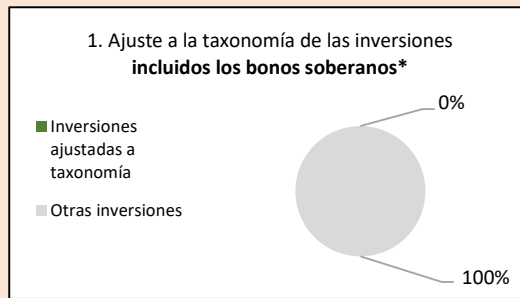 1. Ajuste a la taxonomía de las inversiones
incluidos los bonos soberanos*
Inversiones
ajustadas a
taxonomía
Otras inversiones
0%
100%